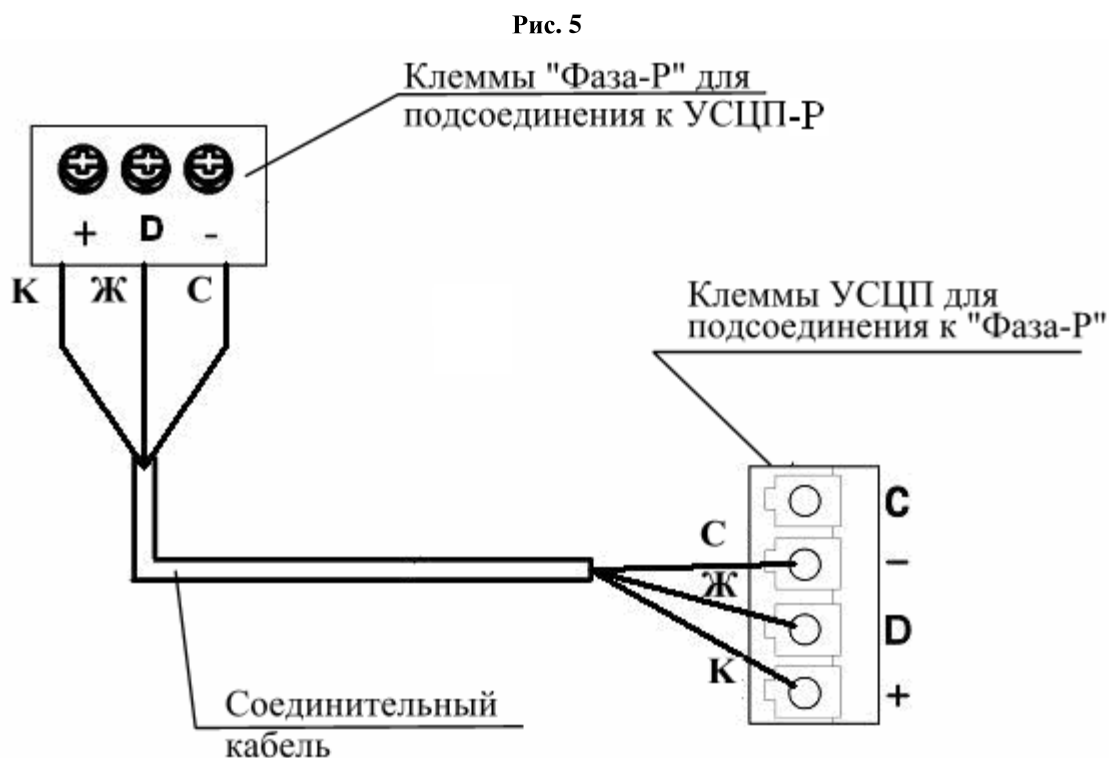 Рис. 5
Клеммы "Фаза-Р" для
подсоединения к УСЦП-Р
+ D -
К Ж С
Клеммы УСЦП для
подсоединения к "Фаза-Р"
C
С
–
Ж
D
К
+
Соединительный
кабель